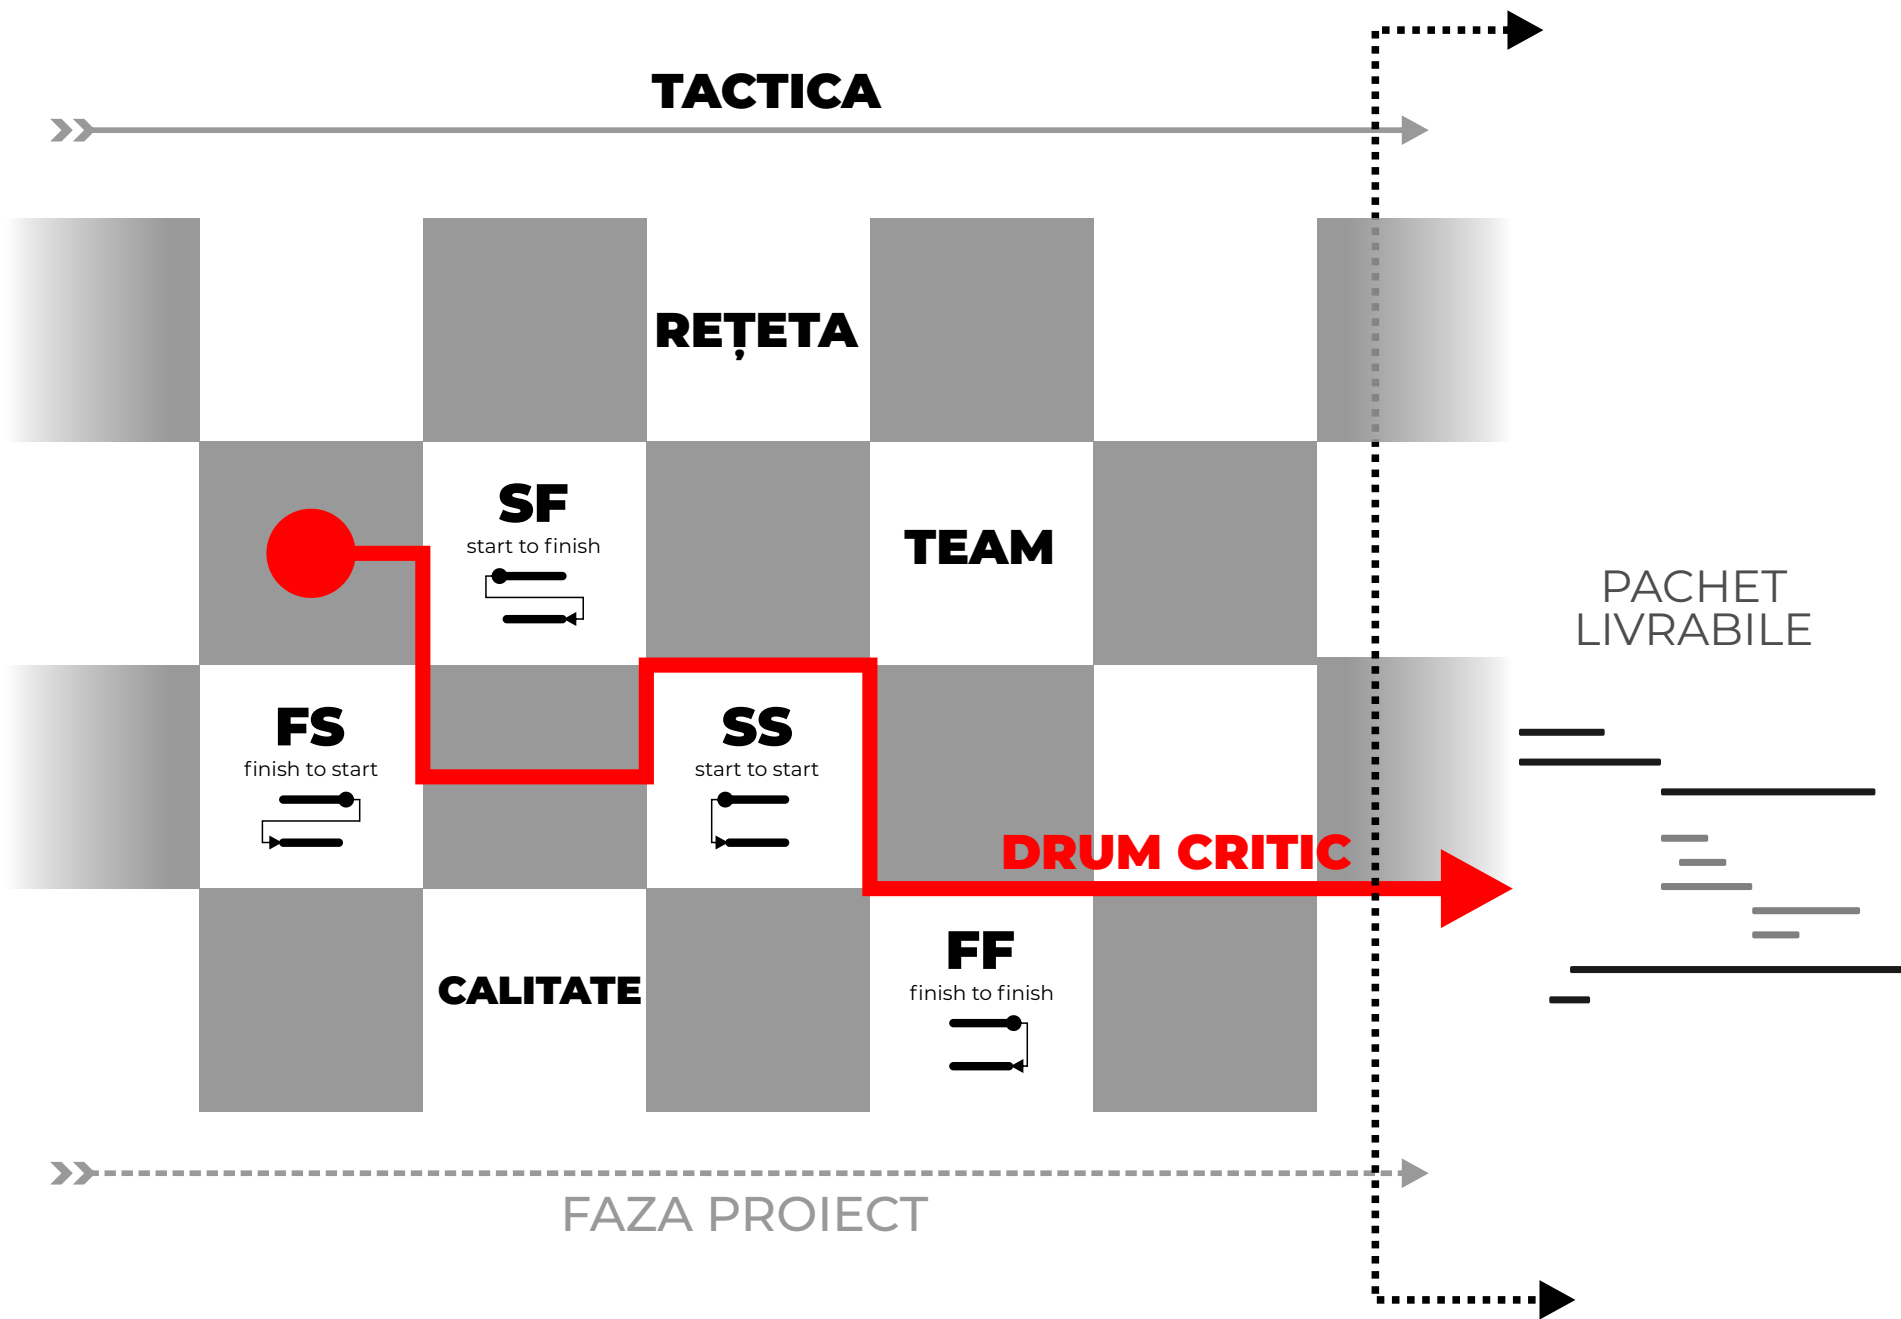 TACTICA
REȚETA
SF
start to finish
TEAM
PACHET
LIVRABILE
FS
finish to start
SS
start to start
DRUM CRITIC
CALITATE
FF
finish to finish
FAZA PROIECT